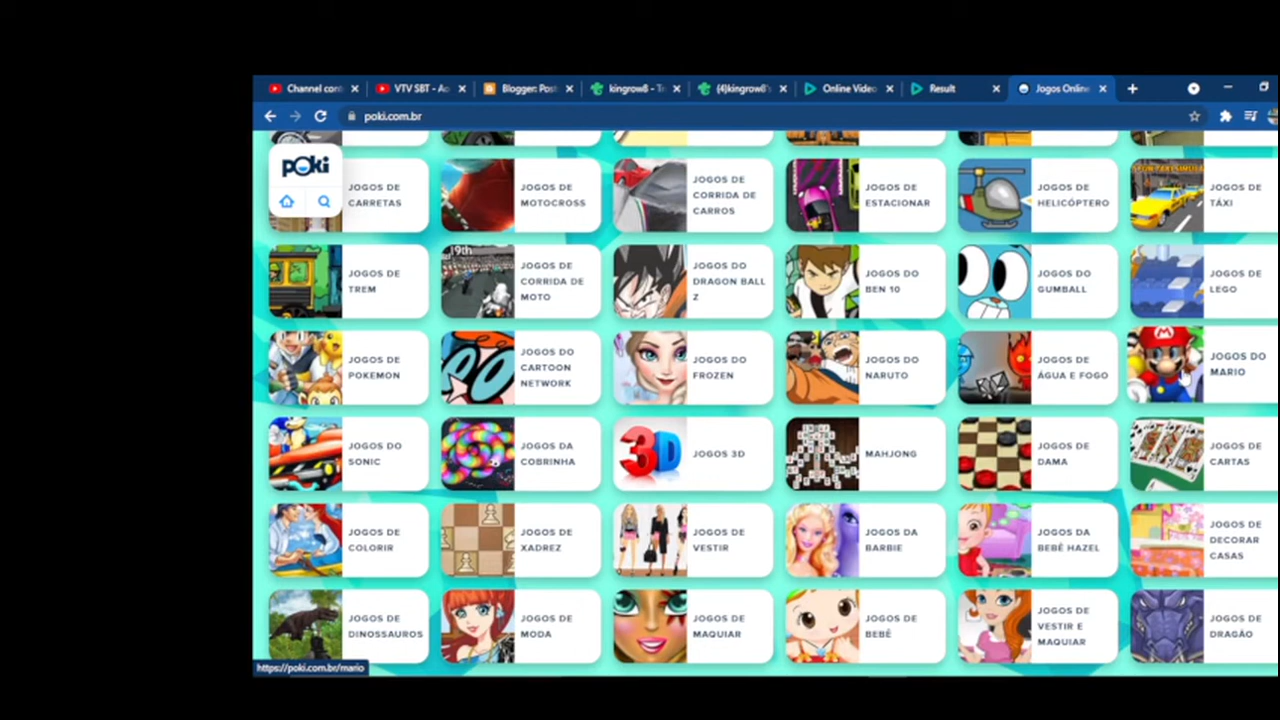 Channel con
VTV SBT - Ao
Blogger: Post
kingrow8 - Tr
(4)kingrow8's
Online Video
Result
Jogos Online
poki.com.br
poki
JOGOS DE
CARRETAS
JOGOS DE
MOTOCROSS
JOGOS DE
CORRIDA DE
CARROS
JOGOS DE
ESTACIONAR
JOGOS DE
HELICÓPTERO
JOGOS DE
TÁXI
JOGOS DE
TREM
19th
JOGOS DE
CORRIDA DE
MOTO
JOGOS DO
DRAGON BALL
Z
JOGOS DO
BEN 10
JOGOS DO
GUMBALL
JOGOS DE
LEGO
JOGOS DE
POKEMON
JOGOS DO
CARTOON
NETWORK
JOGOS DO
FROZEN
JOGOS DO
NARUTO
JOGOS DE
ÁGUA E FOGO
JOGOS DO
MARIO
JOGOS DO
SONIC
JOGOS DA
COBRINHA
3D
JOGOS 3D
MAHJONG
JOGOS DE
DAMA
JOGOS DE
CARTAS
JOGOS DE
COLORIR
JOGOS DE
XADREZ
JOGOS DE
VESTIR
JOGOS DA
BARBIE
JOGOS DA
BEBÊ HAZEL
JOGOS DE
DECORAR
CASAS
JOGOS DE
DINOSSAUROS
JOGOS DE
MODA
JOGOS DE
MAQUIAR
JOGOS DE
BEBÊ
JOGOS DE
VESTIR E
MAQUIAR
JOGOS DE
DRAGÃO
https://poki.com.br/mario